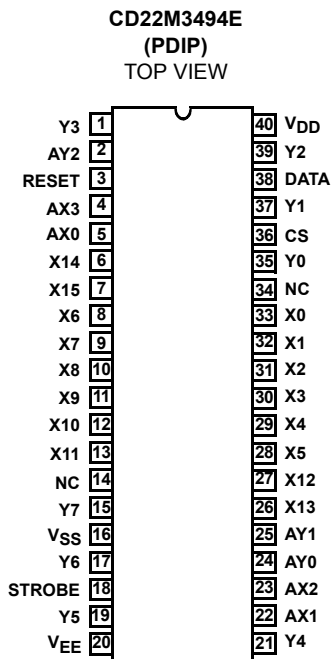 CD22M3494E
(PDIP)
TOP VIEW
Y3 1 40 VDD
AY2 2 39 Y2
RESET 3 38 DATA
AX3 4 37 Y1
AX0 5 36 CS
X14 6 35 Y0
X15 7 34 NC
X6 8 33 X0
X7 9 32 X1
X8 10 31 X2
X9 11 30 X3
X10 12 29 X4
X11 13 28 X5
NC 14 27 X12
Y7 15 26 X13
VSS 16 25 AY1
Y6 17 24 AY0
STROBE 18 23 AX2
Y5 19 22 AX1
VEE 20 21 Y4